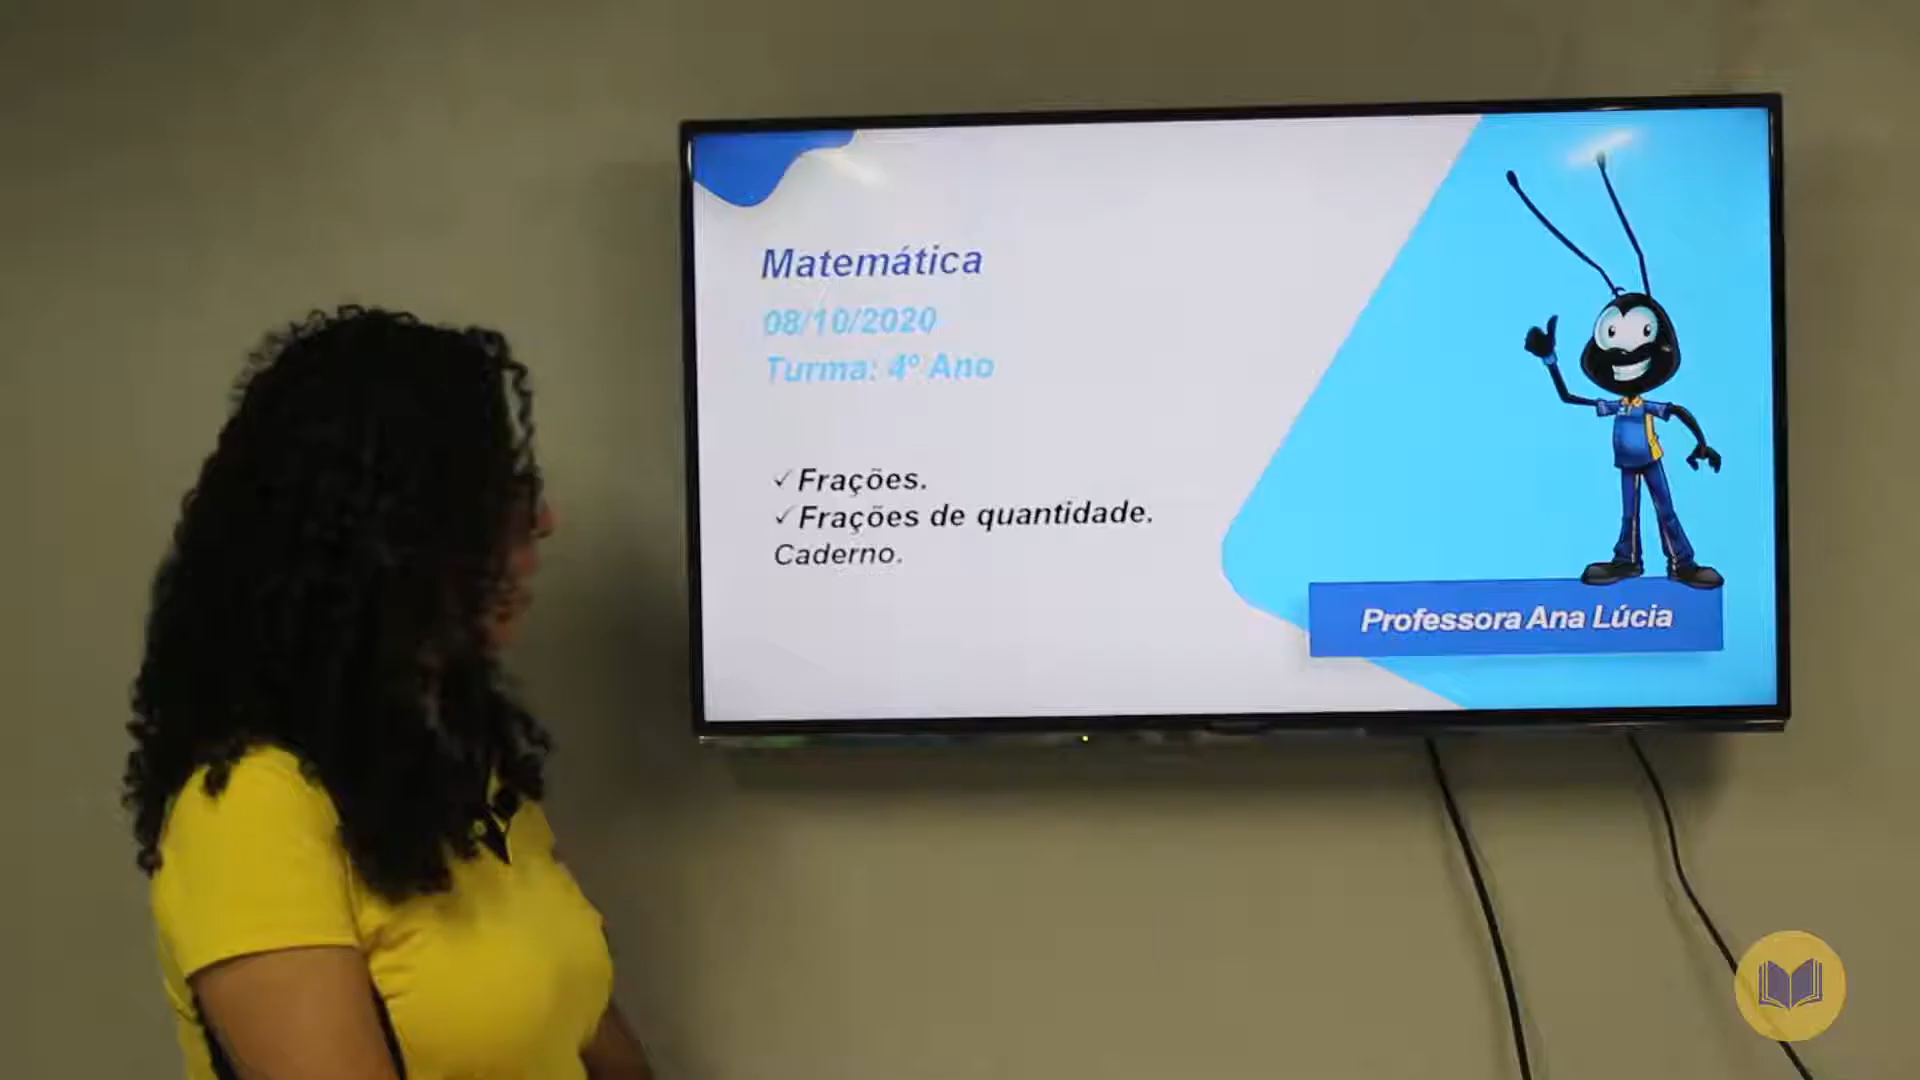 Matemática
08/10/2020
Turma: 4º Ano
✓ Frações.
✓ Frações de quantidade.
Caderno.
Professora Ana Lúcia